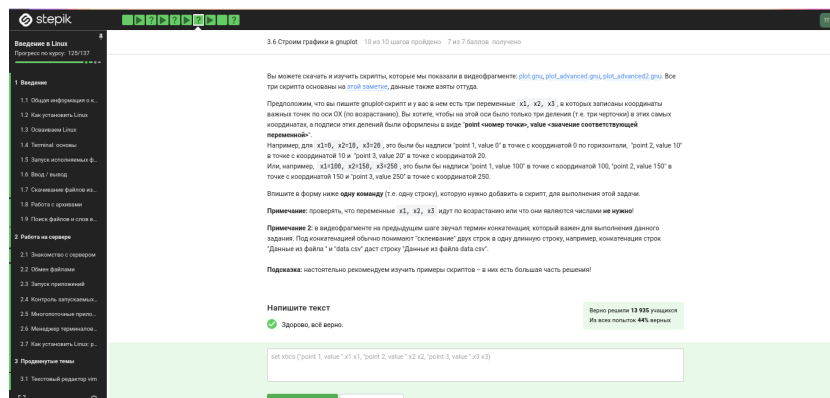 stepik
Введение в Linux
Прогресс по курсу: 125/137
1 Введение
1.1 Общая информация о к...
1.2 Как установить Linux
1.3 Осваиваем Linux
1.4 Terminal: основы
1.5 Запуск исполняемых ф...
1.6 Ввод / вывод
1.7 Скачивание файлов из...
1.8 Работа с архивами
1.9 Поиск файлов и слов в...
2 Работа на сервере
2.1 Знакомство с сервером
2.2 Обмен файлами
2.3 Запуск приложений
2.4 Контроль запускаемых...
2.5 Многопоточные прило...
2.6 Менеджер терминалов...
2.7 Как установить Linux: р...
3 Продвинутые темы
3.1 Текстовый редактор vim
3.6 Строим графики в gnuplot 10 из 10 шагов пройдено 7 из 7 баллов получено
Вы можете скачать и изучить скрипты, которые мы показали в видеофрагменте: plot.gnu, plot_advanced.gnu, plot_advanced2.gnu. Все
три скрипта основаны на этой заметке, данные также взяты оттуда.
Предположим, что вы пишите gnuplot-скрипт и у вас в нем есть три переменные x1, x2, x3, в которых записаны координаты
важных точек по оси OX (по возрастанию). Вы хотите, чтобы на этой оси было только три деления (т.е. три черточки) в этих самых
координатах, а подписи этих делений были оформлены в виде "point <номер точки>, value <значение соответствующей
переменной>".
Например, для x1=0, x2=10, x3=20, это были бы надписи "point 1, value 0" в точке с координатой 0 по горизонтали, "point 2, value 10"
в точке с координатой 10 и "point 3, value 20" в точке с координатой 20.
Или, например, x1=100, x2=150, x3=250, это были бы надписи "point 1, value 100" в точке с координатой 100, "point 2, value 150" в
точке с координатой 150 и "point 3, value 250" в точке с координатой 250.
Впишите в форму ниже одну команду (т.е. одну строку), которую нужно добавить в скрипт, для выполнения этой задачи.
Примечание: проверять, что переменные x1, x2, x3 идут по возрастанию или что они являются числами не нужно!
Примечание 2: в видеофрагменте на предыдущем шаге звучал термин конкатенация, который важен для выполнения данного
задания. Под конкатенацией обычно понимают "склеивание" двух строк в одну длинную строку, например, конкатенация строк
"Данные из файла " и "data.csv" даст строку "Данные из файла data.csv".
Подсказка: настоятельно рекомендуем изучить примеры скриптов – в них есть большая часть решения!
Напишите текст
Здорово, всё верно.
Верно решили 13 935 учащихся
Из всех попыток 44% верных
set xtics ("point 1, value ".x1 x1, "point 2, value ".x2 x2, "point 3, value ".x3 x3)